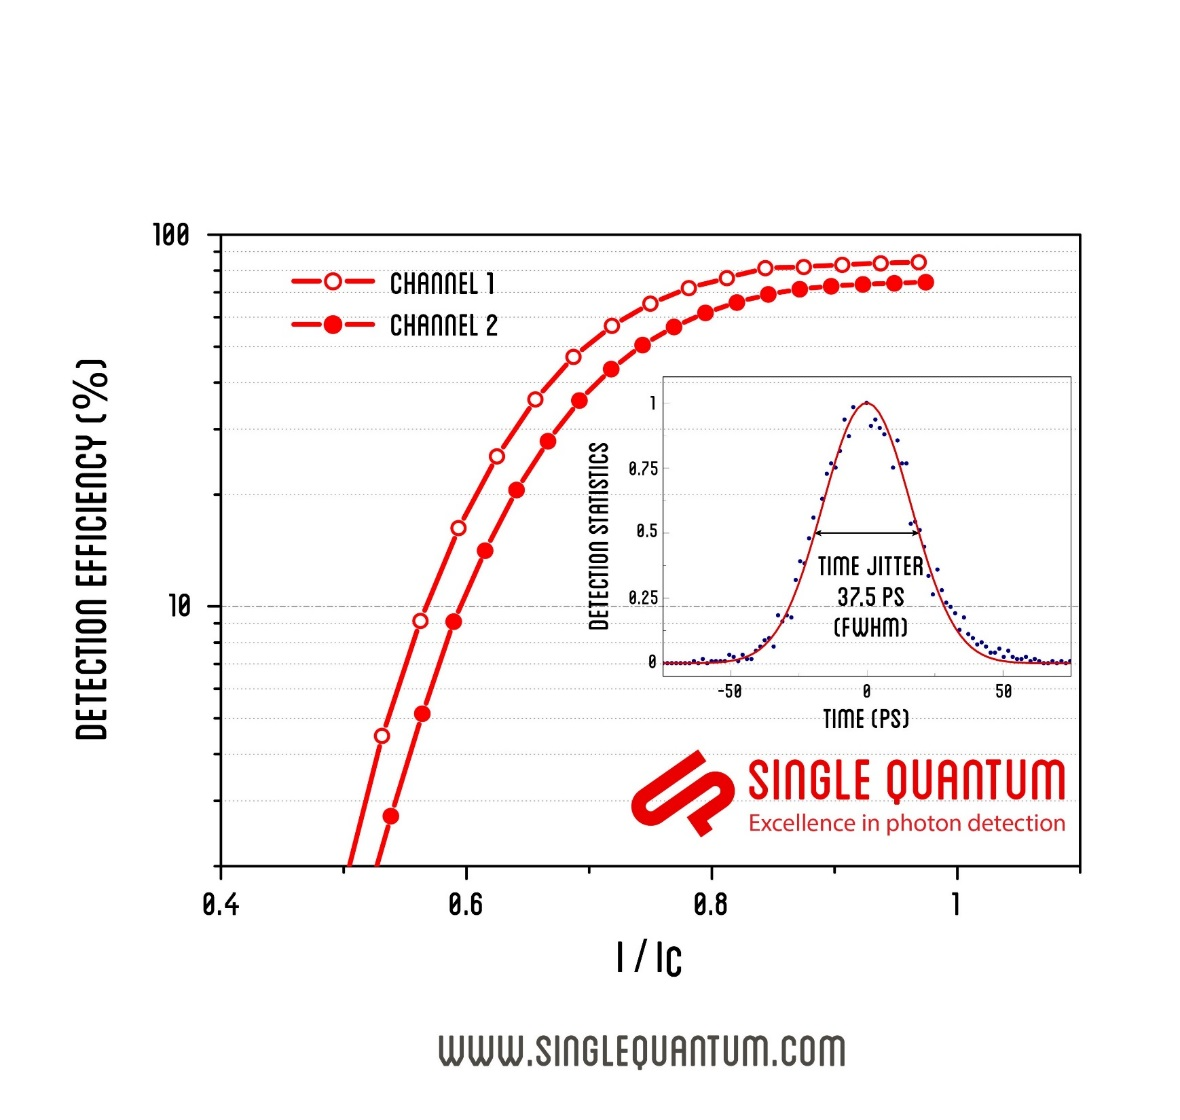 100
10
DETECTION EFFICIENCY (%)
CHANNEL 1
CHANNEL 2
DETECTION STATISTICS
1
0.75
0.5
0.25
0
TIME JITTER
37.5 PS
(FWHM)
-50 0 50
TIME (PS)
SINGLE QUANTUM
Excellence in photon detection
0.4 0.6 0.8 1
I / IC
WWW.SINGLEQUANTUM.COM